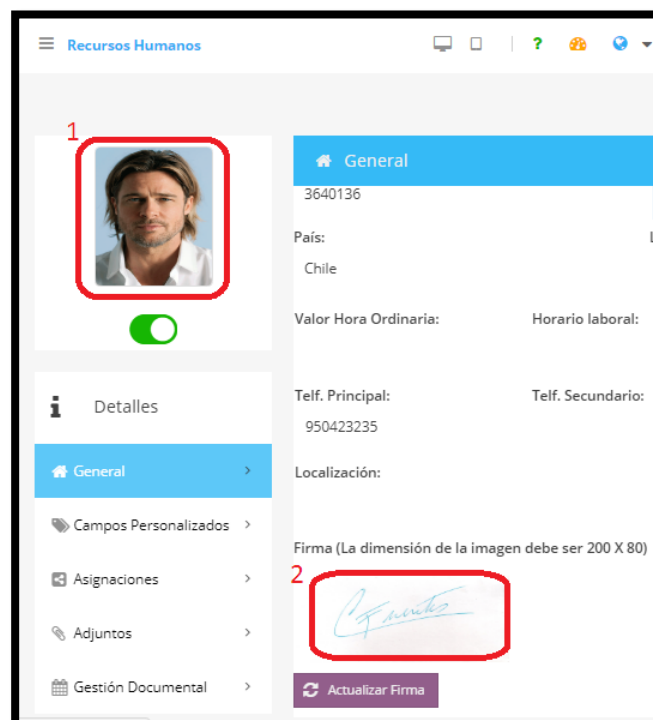 Recursos Humanos
?
1
General
3640136
País:
L
Chile
Valor Hora Ordinaria:
Horario laboral:
i Detalles
Telf. Principal:
Telf. Secundario:
950423235
General
Localización:
Campos Personalizados
Firma (La dimensión de la imagen debe ser 200 X 80)
Asignaciones
2
CFuentes
Adjuntos
Gestión Documental
Actualizar Firma